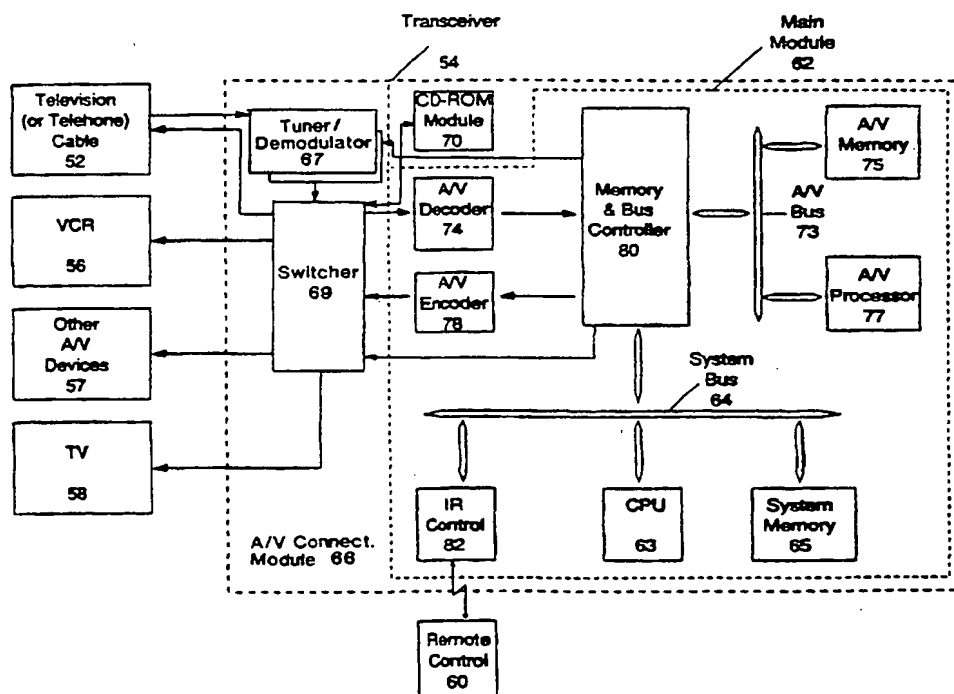 Transceiver
54
Main
Module
62
Television
(or Telehone)
Cable
52
Tuner/
Demodulator
67
CD-ROM
Module
70
A/V
Memory
75
VCR
56
A/V
Decoder
74
Memory
& Bus
Controller
80
A/V
Bus
73
Switcher
69
A/V
Encoder
78
A/V
Processor
77
Other
A/V
Devices
57
System
Bus
64
TV
58
IR
Control
82
CPU
63
System
Memory
65
A/V Connect.
Module 66
Remote
Control
60